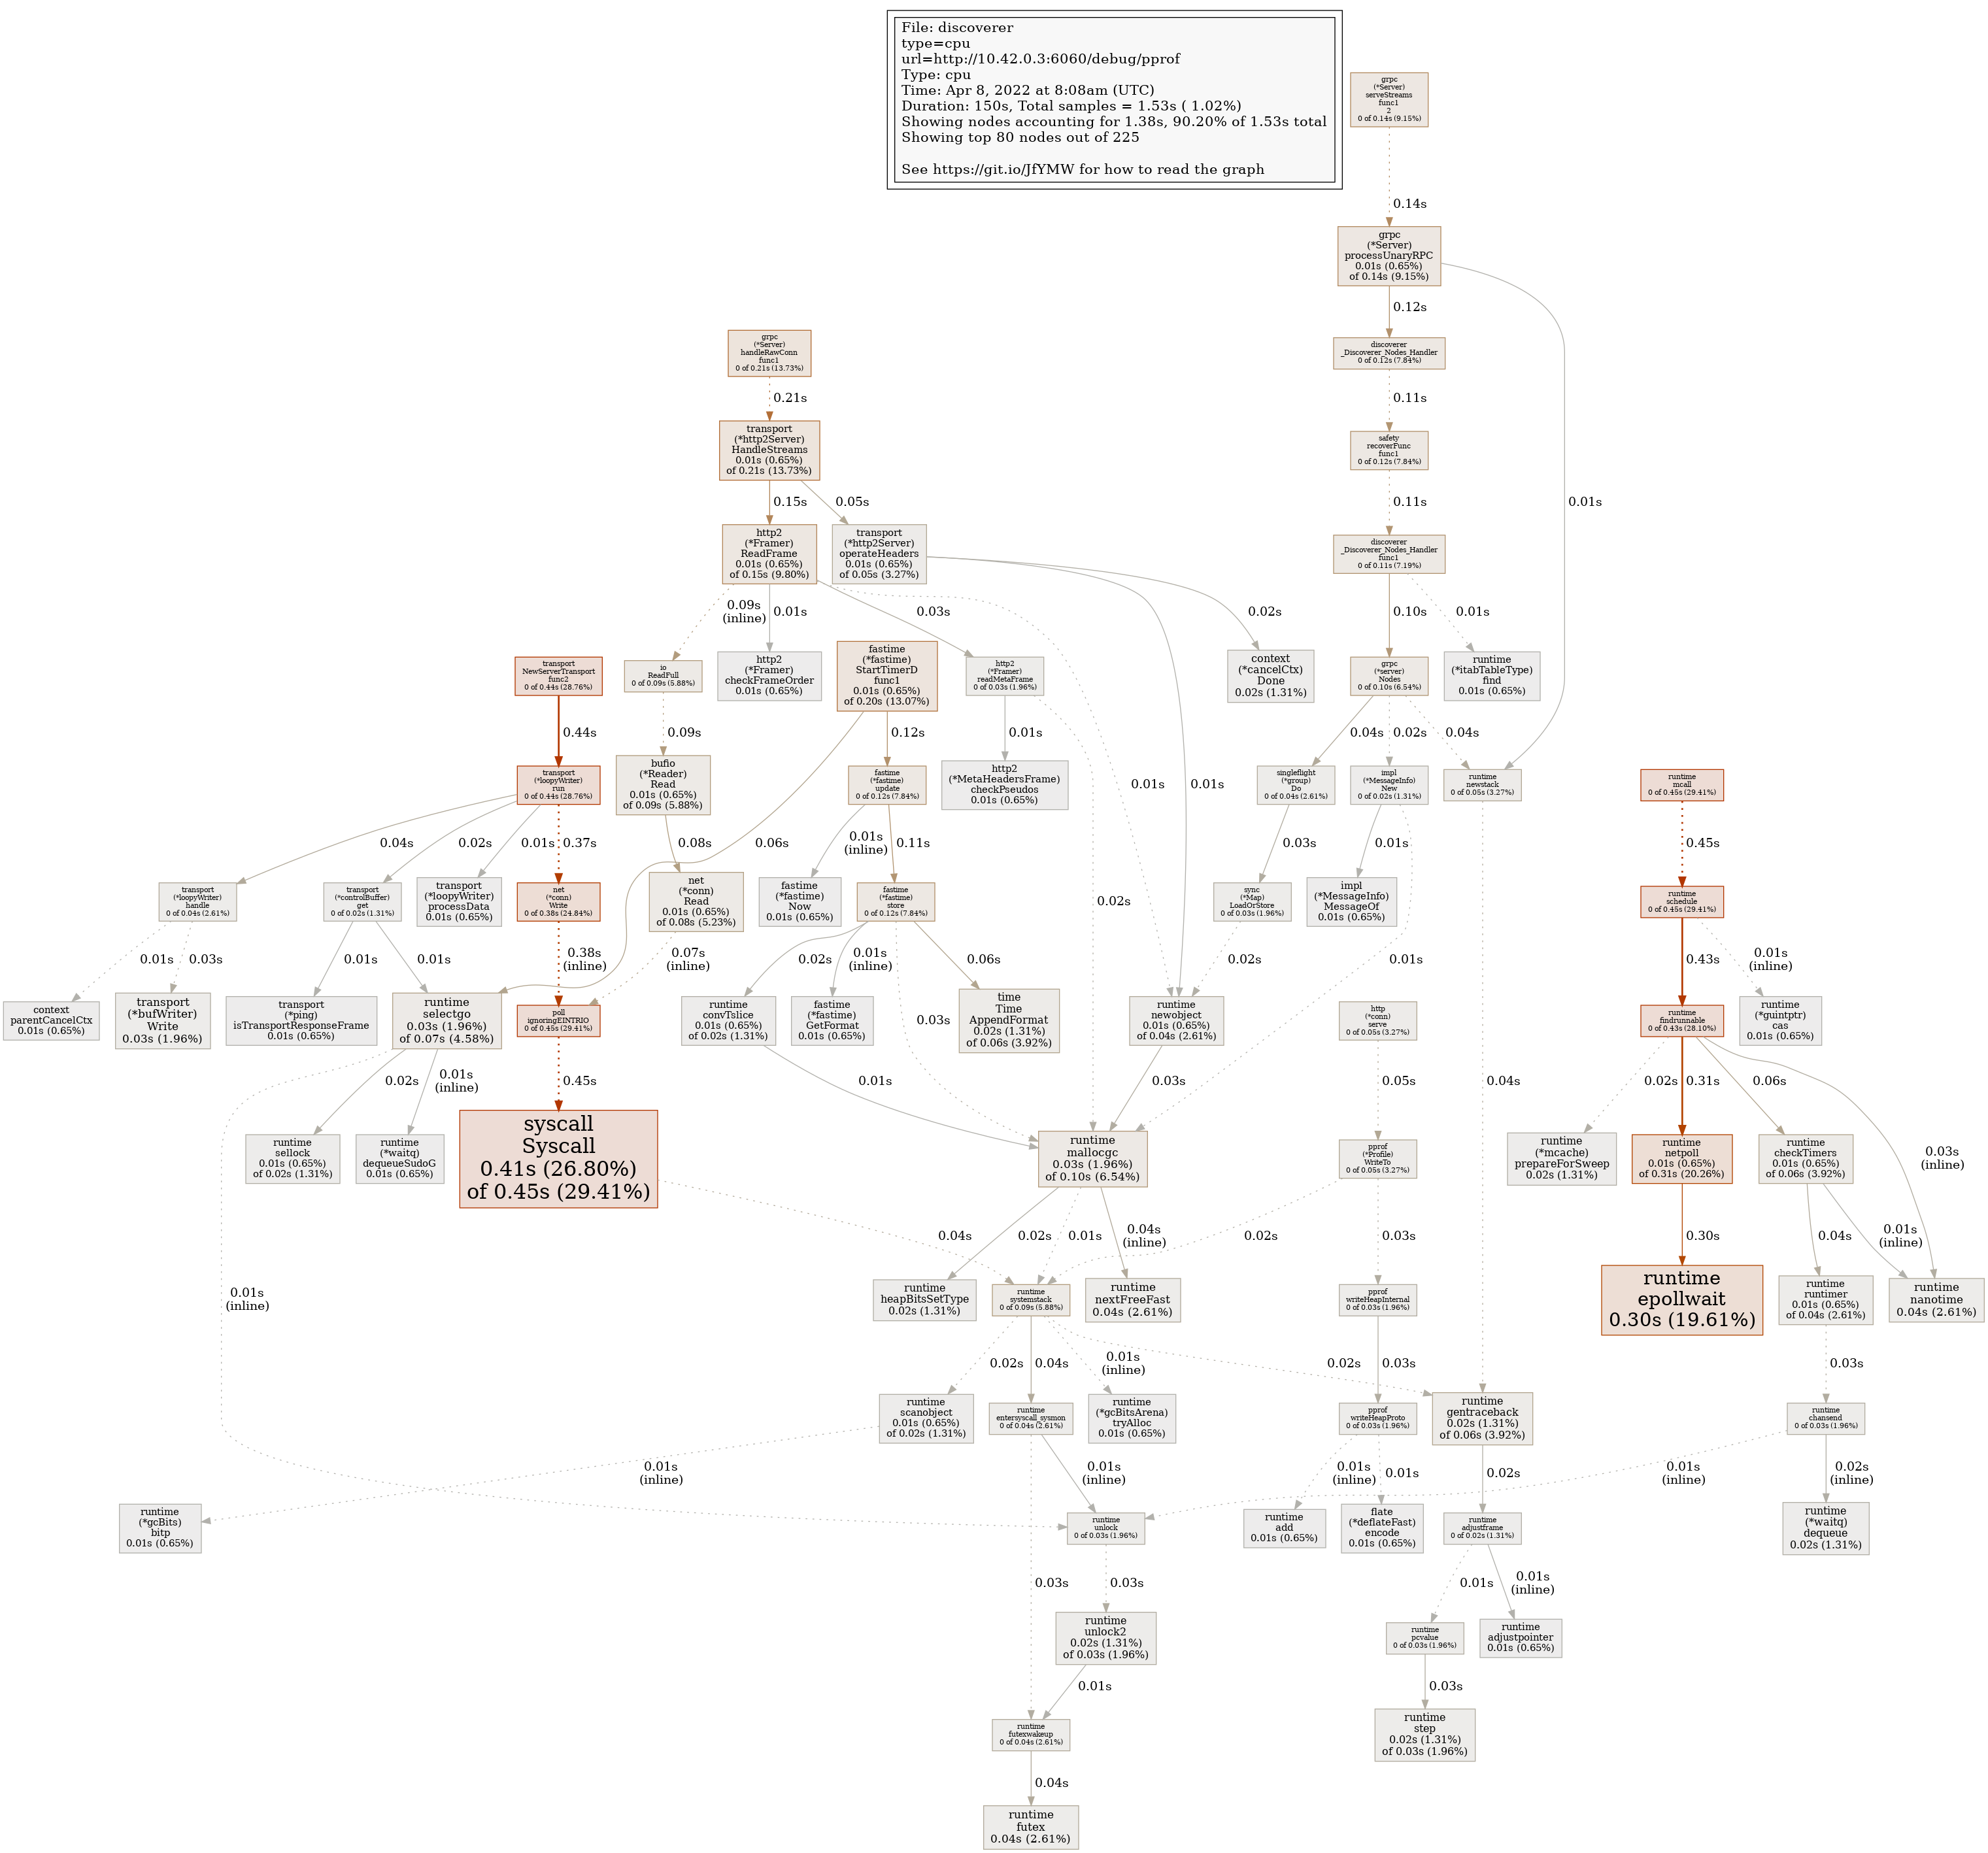 File: discoverer
type=cpu
url=http://10.42.0.3:6060/debug/pprof
Type: cpu
Time: Apr 8, 2022 at 8:08am (UTC)
Duration: 150s, Total samples = 1.53s ( 1.02%)
Showing nodes accounting for 1.38s, 90.20% of 1.53s total
Showing top 80 nodes out of 225
See https://git.io/JfYMW for how to read the graph
grpc
(*Server)
serveStreams
func1
2
0 of 0.14s (9.15%)
0.14s
grpc
(*Server)
processUnaryRPC
0.01s (0.65%)
of 0.14s (9.15%)
0.12s
0.01s
grpc
(*Server)
handleRawConn
func1
0 of 0.21s (13.73%)
0.21s
discoverer
_Discoverer_Nodes_Handler
0 of 0.12s (7.84%)
0.11s
transport
(*http2Server)
HandleStreams
0.01s (0.65%)
of 0.21s (13.73%)
0.15s
0.05s
safety
recoverFunc
func1
0 of 0.12s (7.84%)
0.11s
http2
(*Framer)
ReadFrame
0.01s (0.65%)
of 0.15s (9.80%)
0.09s
(inline)
0.01s
0.03s
0.01s
transport
(*http2Server)
operateHeaders
0.01s (0.65%)
of 0.05s (3.27%)
0.01s
0.02s
discoverer
_Discoverer_Nodes_Handler
func1
0 of 0.11s (7.19%)
0.10s
0.01s
transport
NewServerTransport
func2
0 of 0.44s (28.76%)
0.44s
io
ReadFull
0 of 0.09s (5.88%)
0.09s
http2
(*Framer)
checkFrameOrder
0.01s (0.65%)
fastime
(*fastime)
StartTimerD
func1
0.01s (0.65%)
of 0.20s (13.07%)
0.06s
0.12s
http2
(*Framer)
readMetaFrame
0 of 0.03s (1.96%)
0.01s
0.02s
context
(*cancelCtx)
Done
0.02s (1.31%)
grpc
(*server)
Nodes
0 of 0.10s (6.54%)
0.04s
0.02s
0.04s
runtime
(*itabTableType)
find
0.01s (0.65%)
transport
(*loopyWriter)
run
0 of 0.44s (28.76%)
0.04s
0.02s
0.01s
0.37s
bufio
(*Reader)
Read
0.01s (0.65%)
of 0.09s (5.88%)
0.08s
fastime
(*fastime)
update
0 of 0.12s (7.84%)
0.01s
(inline)
0.11s
http2
(*MetaHeadersFrame)
checkPseudos
0.01s (0.65%)
singleflight
(*group)
Do
0 of 0.04s (2.61%)
0.03s
impl
(*MessageInfo)
New
0 of 0.02s (1.31%)
0.01s
0.01s
runtime
newstack
0 of 0.05s (3.27%)
0.04s
runtime
mcall
0 of 0.45s (29.41%)
0.45s
transport
(*loopyWriter)
handle
0 of 0.04s (2.61%)
0.01s
0.03s
transport
(*controlBuffer)
get
0 of 0.02s (1.31%)
0.01s
0.01s
transport
(*loopyWriter)
processData
0.01s (0.65%)
net
(*conn)
Write
0 of 0.38s (24.84%)
0.38s
(inline)
net
(*conn)
Read
0.01s (0.65%)
of 0.08s (5.23%)
0.07s
(inline)
fastime
(*fastime)
Now
0.01s (0.65%)
fastime
(*fastime)
store
0 of 0.12s (7.84%)
0.02s
0.01s
(inline)
0.03s
0.06s
sync
(*Map)
LoadOrStore
0 of 0.03s (1.96%)
0.02s
impl
(*MessageInfo)
MessageOf
0.01s (0.65%)
runtime
schedule
0 of 0.45s (29.41%)
0.43s
0.01s
(inline)
context
parentCancelCtx
0.01s (0.65%)
transport
(*bufWriter)
Write
0.03s (1.96%)
transport
(*ping)
isTransportResponseFrame
0.01s (0.65%)
runtime
selectgo
0.03s (1.96%)
of 0.07s (4.58%)
0.02s
0.01s
(inline)
0.01s
(inline)
poll
ignoringEINTRIO
0 of 0.45s (29.41%)
0.45s
runtime
convTslice
0.01s (0.65%)
of 0.02s (1.31%)
0.01s
fastime
(*fastime)
GetFormat
0.01s (0.65%)
time
Time
AppendFormat
0.02s (1.31%)
of 0.06s (3.92%)
runtime
newobject
0.01s (0.65%)
of 0.04s (2.61%)
0.03s
http
(*conn)
serve
0 of 0.05s (3.27%)
0.05s
runtime
findrunnable
0 of 0.43s (28.10%)
0.02s
0.31s
0.06s
0.03s
(inline)
runtime
(*guintptr)
cas
0.01s (0.65%)
runtime
sellock
0.01s (0.65%)
of 0.02s (1.31%)
runtime
(*waitq)
dequeueSudoG
0.01s (0.65%)
syscall
Syscall
0.41s (26.80%)
of 0.45s (29.41%)
0.04s
runtime
mallocgc
0.03s (1.96%)
of 0.10s (6.54%)
0.02s
0.01s
0.04s
(inline)
pprof
(*Profile)
WriteTo
0 of 0.05s (3.27%)
0.02s
0.03s
runtime
(*mcache)
prepareForSweep
0.02s (1.31%)
runtime
netpoll
0.01s (0.65%)
of 0.31s (20.26%)
0.30s
runtime
checkTimers
0.01s (0.65%)
of 0.06s (3.92%)
0.04s
0.01s
(inline)
runtime
heapBitsSetType
0.02s (1.31%)
runtime
systemstack
0 of 0.09s (5.88%)
0.02s
0.04s
0.01s
(inline)
0.02s
runtime
nextFreeFast
0.04s (2.61%)
pprof
writeHeapInternal
0 of 0.03s (1.96%)
0.03s
runtime
epollwait
0.30s (19.61%)
runtime
runtimer
0.01s (0.65%)
of 0.04s (2.61%)
0.03s
runtime
nanotime
0.04s (2.61%)
runtime
scanobject
0.01s (0.65%)
of 0.02s (1.31%)
0.01s
(inline)
runtime
entersyscall_sysmon
0 of 0.04s (2.61%)
0.03s
0.01s
(inline)
runtime
(*gcBitsArena)
tryAlloc
0.01s (0.65%)
pprof
writeHeapProto
0 of 0.03s (1.96%)
0.01s
(inline)
0.01s
runtime
gentraceback
0.02s (1.31%)
of 0.06s (3.92%)
0.02s
runtime
chansend
0 of 0.03s (1.96%)
0.01s
(inline)
0.02s
(inline)
runtime
(*gcBits)
bitp
0.01s (0.65%)
runtime
unlock
0 of 0.03s (1.96%)
0.03s
runtime
add
0.01s (0.65%)
flate
(*deflateFast)
encode
0.01s (0.65%)
runtime
adjustframe
0 of 0.02s (1.31%)
0.01s
0.01s
(inline)
runtime
(*waitq)
dequeue
0.02s (1.31%)
runtime
unlock2
0.02s (1.31%)
of 0.03s (1.96%)
0.01s
runtime
pcvalue
0 of 0.03s (1.96%)
0.03s
runtime
adjustpointer
0.01s (0.65%)
runtime
futexwakeup
0 of 0.04s (2.61%)
0.04s
runtime
step
0.02s (1.31%)
of 0.03s (1.96%)
runtime
futex
0.04s (2.61%)